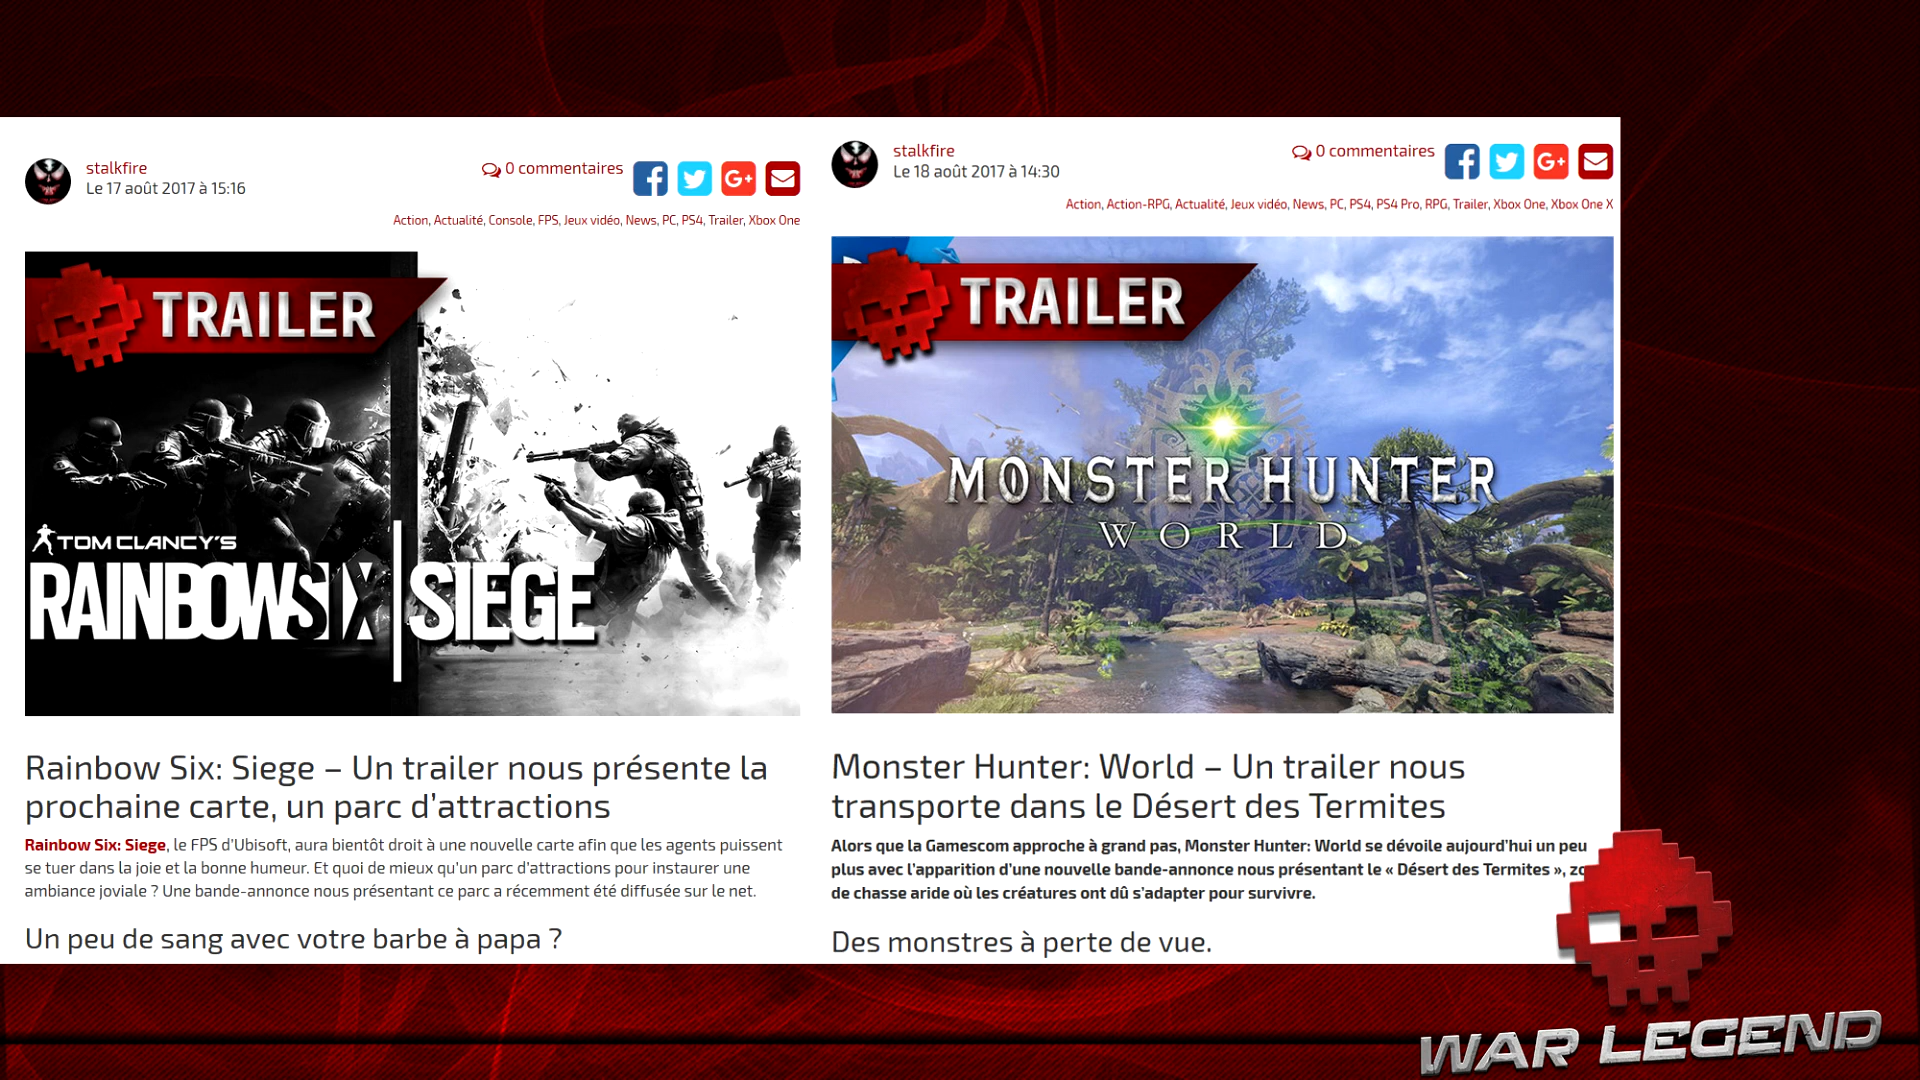 stalkfire
Le 17 août 2017 à 15:16
0 commentaires
G+
Action, Actualité, Console, FPS, Jeux vidéo, News, PC, PS4, Trailer, Xbox One
TRAILER
TOM CLANCY'S
RAINBOW SIX | SIEGE
Rainbow Six: Siege – Un trailer nous présente la
prochaine carte, un parc d'attractions
Rainbow Six: Siege, le FPS d'Ubisoft, aura bientôt droit à une nouvelle carte afin que les agents puissent
se tuer dans la joie et la bonne humeur. Et quoi de mieux qu'un parc d'attractions pour instaurer une
ambiance joviale ? Une bande-annonce nous présentant ce parc a récemment été diffusée sur le net.
Un peu de sang avec votre barbe à papa ?
stalkfire
Le 18 août 2017 à 14:30
0 commentaires
G+
Action, Action-RPG, Actualité, Jeux vidéo, News, PC, PS4, PS4 Pro, RPG, Trailer, Xbox One, Xbox One X
TRAILER
MONSTER HUNTER
WORLD
Monster Hunter: World – Un trailer nous
transporte dans le Désert des Termites
Alors que la Gamescom approche à grand pas, Monster Hunter: World se dévoile aujourd'hui un peu
plus avec l'apparition d'une nouvelle bande-annonce nous présentant le « Désert des Termites »,
de chasse aride où les créatures ont dû s'adapter pour survivre.
Des monstres à perte de vue.
WAR LEGEND